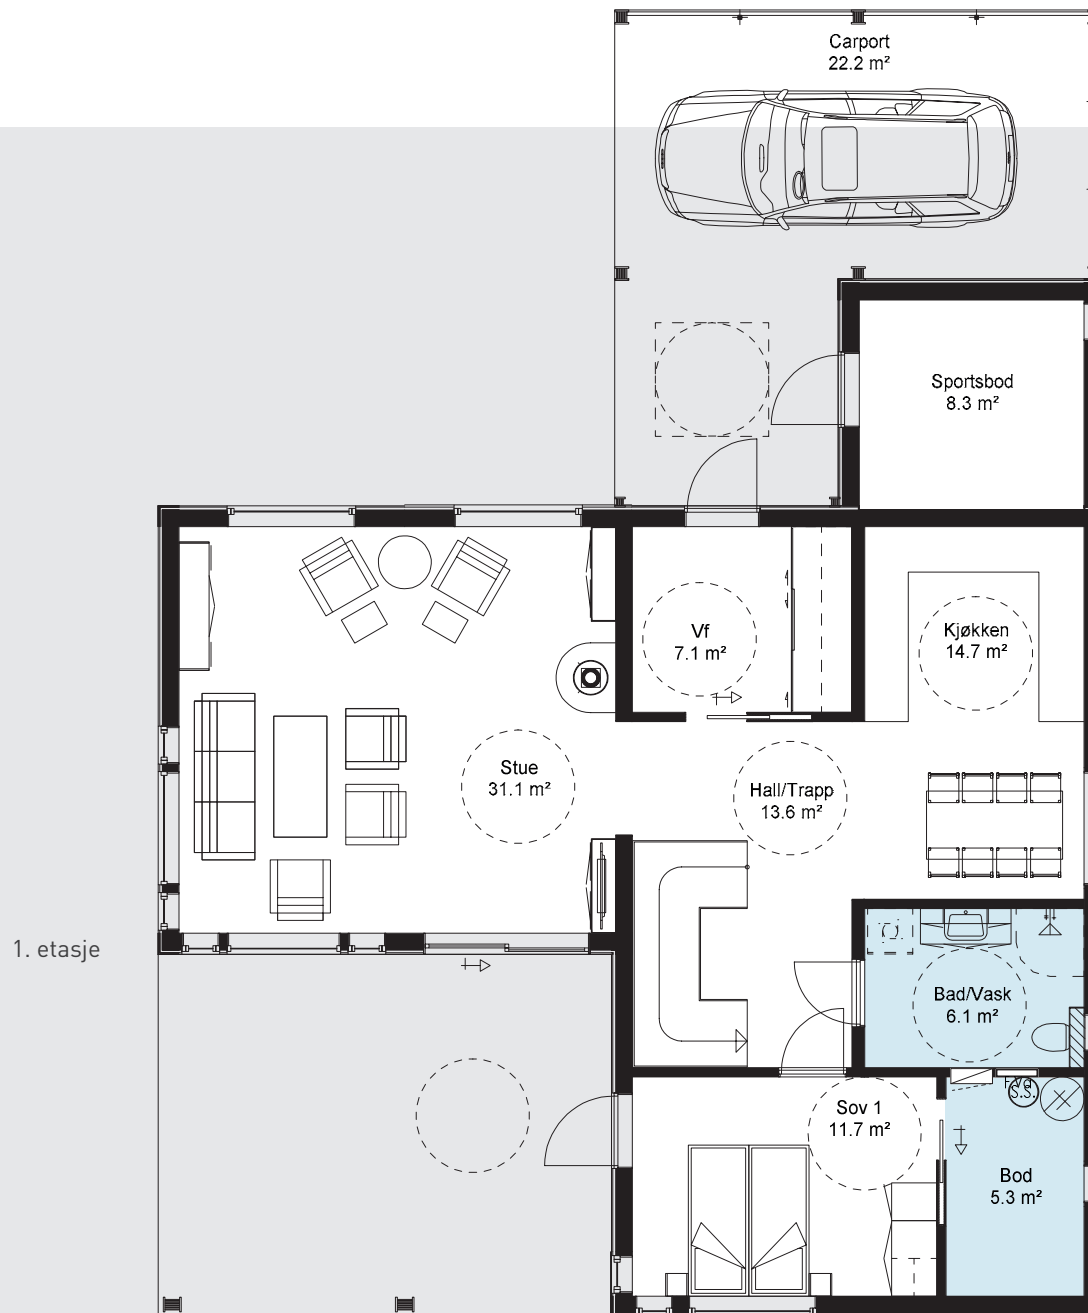 Carport
22.2 m²
Sportsbod
8.3 m²
Vf
7.1 m²
Kjøkken
14.7 m²
Stue
31.1 m²
Hall/Trapp
13.6 m²
1. etasje
Bad/Vask
6.1 m²
S.S.
Sov 1
11.7 m²
Bod
5.3 m²